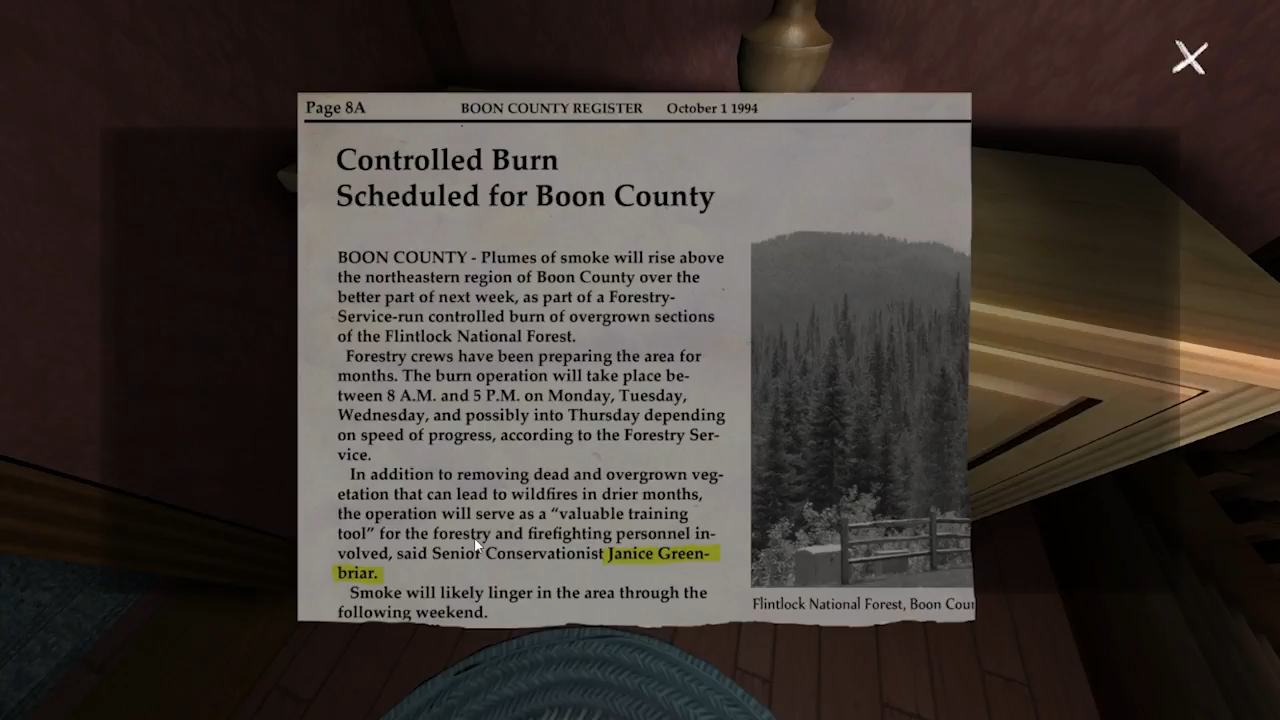 Page 8A BOON COUNTY REGISTER October 1 1994
Controlled Burn
Scheduled for Boon County
BOON COUNTY - Plumes of smoke will rise above
the northeastern region of Boon County over the
better part of next week, as part of a Forestry-
Service-run controlled burn of overgrown sections
of the Flintlock National Forest.
Forestry crews have been preparing the area for
months. The burn operation will take place be-
tween 8 A.M. and 5 P.M. on Monday, Tuesday,
Wednesday, and possibly into Thursday depending
on speed of progress, according to the Forestry Ser-
vice.
In addition to removing dead and overgrown veg-
etation that can lead to wildfires in drier months,
the operation will serve as a “valuable training
tool” for the forestry and firefighting personnel in-
volved, said Senior Conservationist Janice Green-
briar.
Smoke will likely linger in the area through the
following weekend.
Flintlock National Forest, Boon Cour